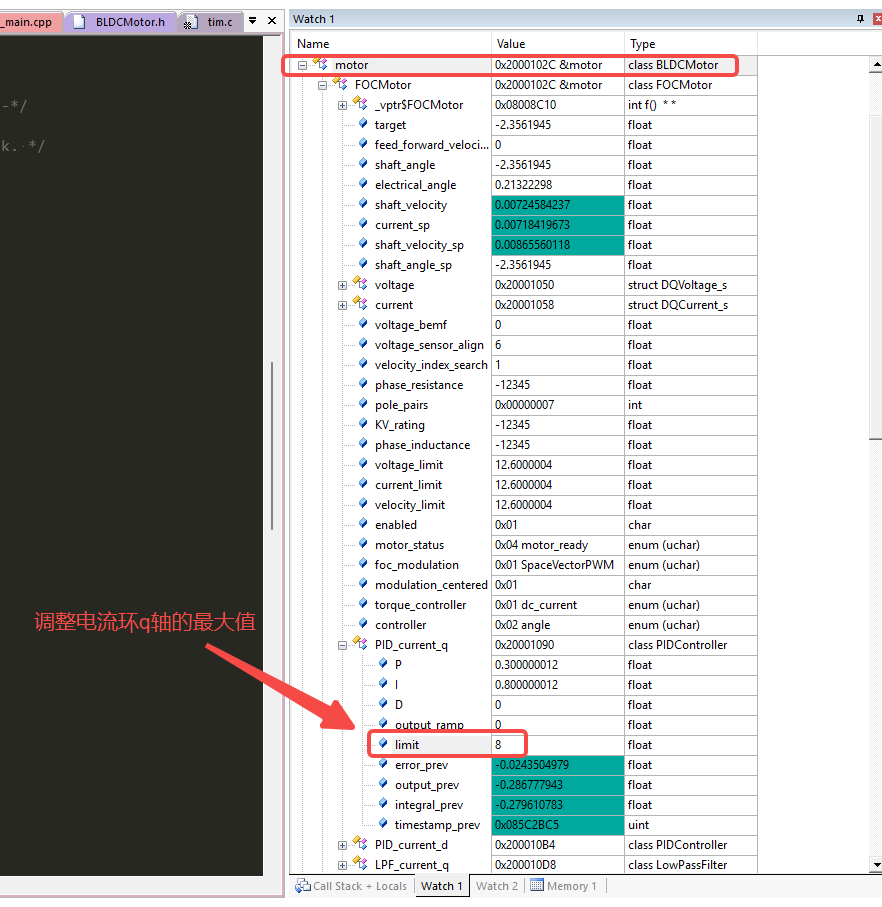 _main.cpp BLDCMotor.h tim.c
-*/
k. */
调整电流环q轴的最大值
Watch 1
Name Value Type
motor 0x2000102C &motor class BLDCMotor
FOCMotor 0x2000102C &motor class FOCMotor
_vptr$FOCMotor 0x08008C10 int f() * *
target -2.3561945 float
feed_forward_veloci... 0 float
shaft_angle -2.3561945 float
electrical_angle 0.21322298 float
shaft_velocity 0.00724584237 float
current_sp 0.00718419673 float
shaft_velocity_sp 0.00865560118 float
shaft_angle_sp -2.3561945 float
voltage 0x20001050 struct DQVoltage_s
current 0x20001058 struct DQCurrent_s
voltage_bemf 0 float
voltage_sensor_align 6 float
velocity_index_search 1 float
phase_resistance -12345 float
pole_pairs 0x00000007 int
KV_rating -12345 float
phase_inductance -12345 float
voltage_limit 12.6000004 float
current_limit 12.6000004 float
velocity_limit 12.6000004 float
enabled 0x01 char
motor_status 0x04 motor_ready enum (uchar)
foc_modulation 0x01 SpaceVectorPWM enum (uchar)
modulation_centered 0x01 char
torque_controller 0x01 dc_current enum (uchar)
controller 0x02 angle enum (uchar)
PID_current_q 0x20001090 class PIDController
P 0.300000012 float
I 0.800000012 float
D 0 float
output_ramp 0 float
limit 8 float
error_prev -0.0243504979 float
output_prev -0.286777943 float
integral_prev -0.279610783 float
timestamp_prev 0x085C2BC5 uint
PID_current_d 0x200010B4 class PIDController
LPF_current_q 0x200010D8 class LowPassFilter
Call Stack + Locals Watch 1 Watch 2 Memory 1